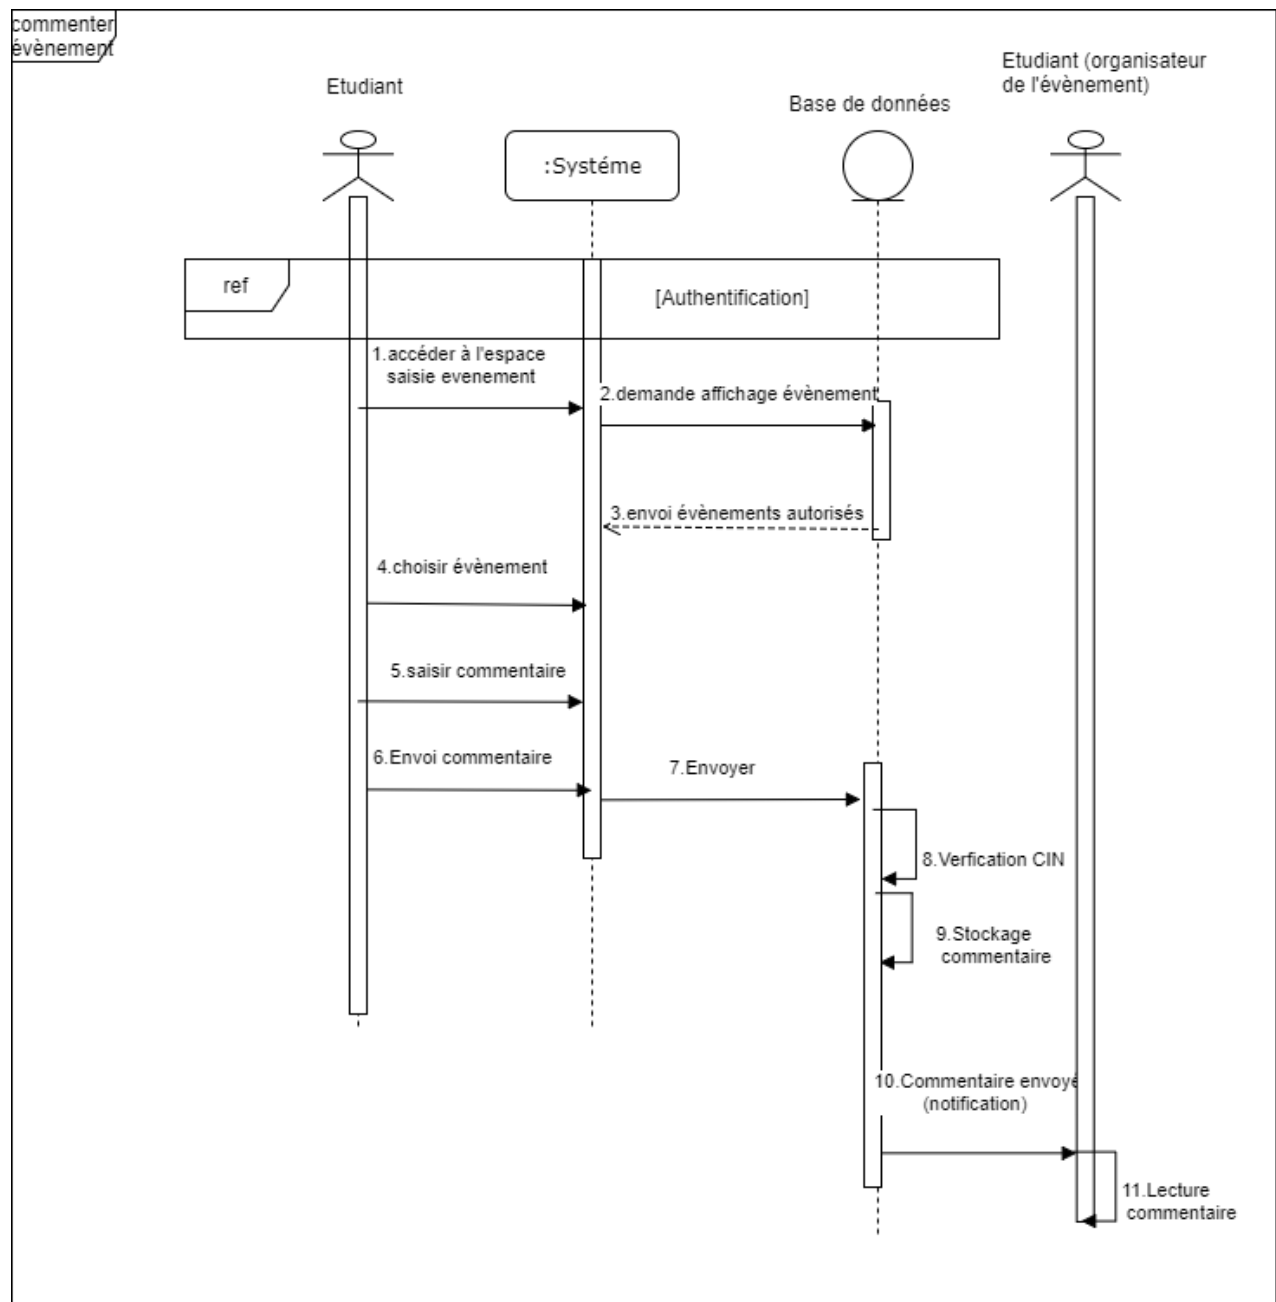 commenter
évènement
Etudiant
:Systéme
Base de données
Etudiant (organisateur
de l'évènement)
ref
[Authentification]
1.accéder à l'espace
saisie evenement
2.demande affichage évènement
3.envoi évènements autorisés
4.choisir évènement
5.saisir commentaire
6.Envoi commentaire
7.Envoyer
8.Verfication CIN
9.Stockage
commentaire
10.Commentaire envoyé
(notification)
11.Lecture
commentaire